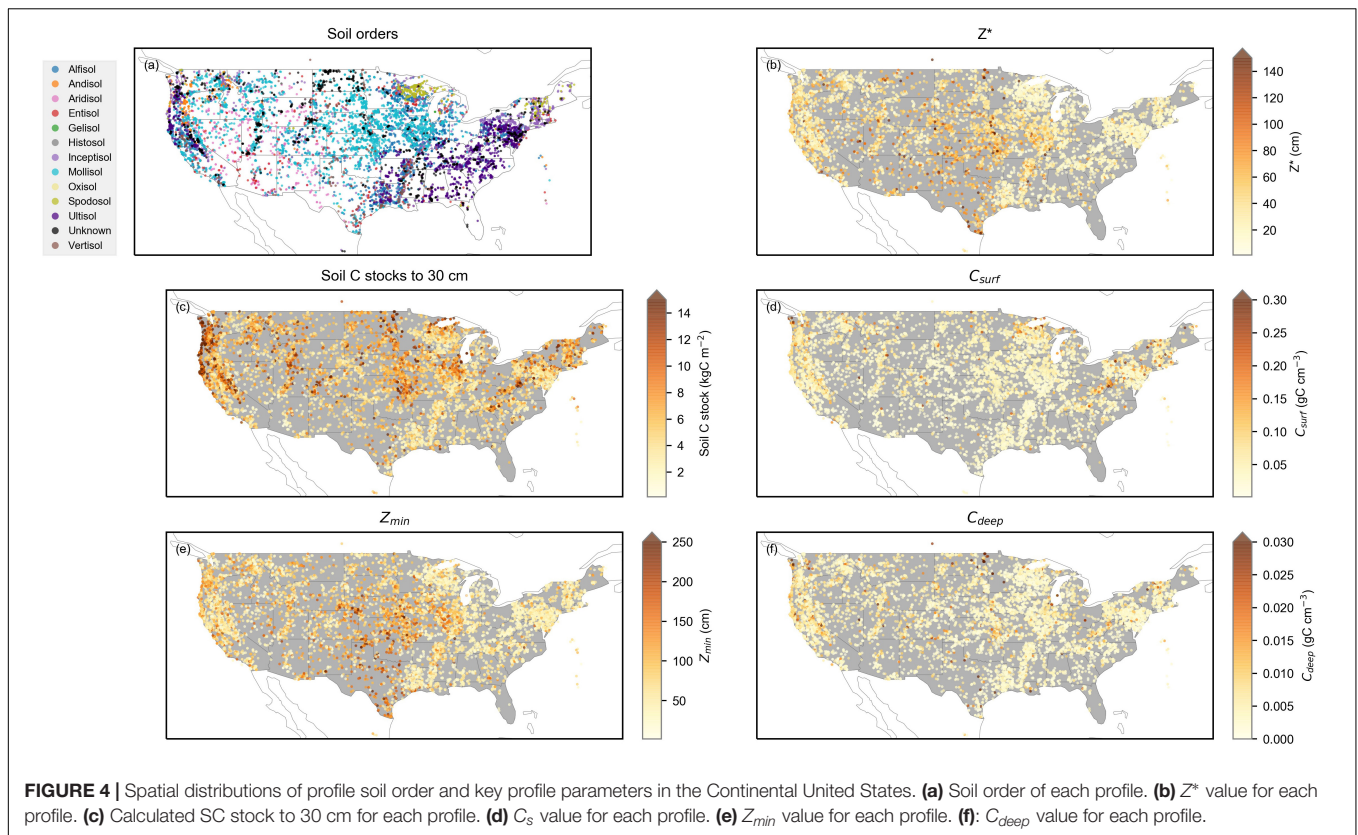 Soil orders
(a)
Alfisol
Andisol
Aridisol
Entisol
Gelisol
Histosol
Inceptisol
Mollisol
Oxisol
Spodosol
Ultisol
Unknown
Vertisol
Z*
(b)
140
120
100
80
60
40
20
Z* (cm)
Soil C stocks to 30 cm
(c)
14
12
10
8
6
4
2
Soil C stock (kgC m⁻²)
C_surf
(d)
0.30
0.25
0.20
0.15
0.10
0.05
C_surf (gC cm⁻³)
Z_min
(e)
250
200
150
100
50
Z_min (cm)
C_deep
(f)
0.030
0.025
0.020
0.015
0.010
0.005
0.000
C_deep (gC cm⁻³)
FIGURE 4 | Spatial distributions of profile soil order and key profile parameters in the Continental United States. (a) Soil order of each profile. (b) Z* value for each
profile. (c) Calculated SC stock to 30 cm for each profile. (d) C_s value for each profile. (e) Z_min value for each profile. (f): C_deep value for each profile.